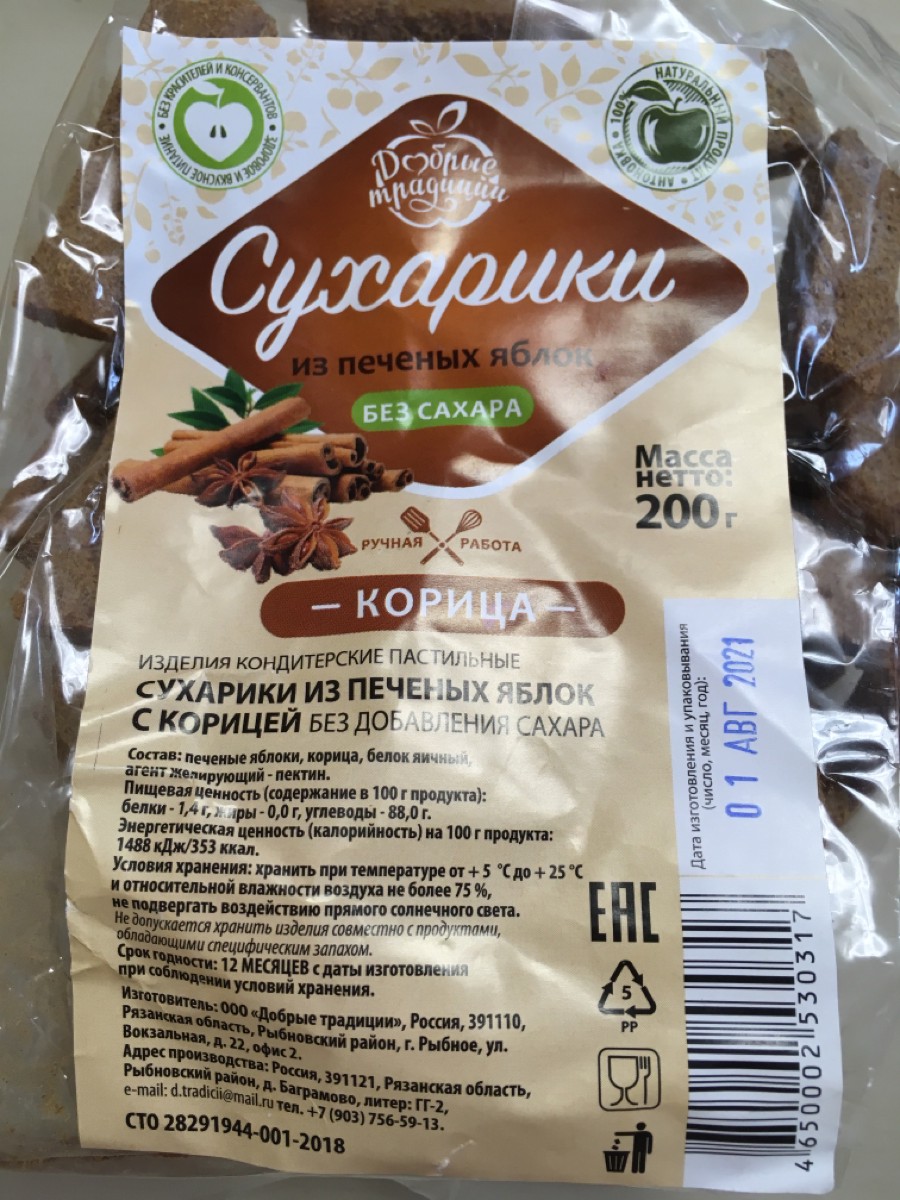 БЕЗ КРАСИТЕЛЕЙ И КОНСЕРВАНТОВ • ЗДОРОВОЕ И ВКУСНОЕ ПИТАНИЕ •
100% НАТУРАЛЬНЫЙ ПРОДУКТ • АНТОНОВКА •
Добрые
традиции
Сухарики
из печеных яблок
БЕЗ САХАРА
Масса
нетто:
200 г
РУЧНАЯ РАБОТА
— КОРИЦА —
ИЗДЕЛИЯ КОНДИТЕРСКИЕ ПАСТИЛЬНЫЕ
СУХАРИКИ ИЗ ПЕЧЕНЫХ ЯБЛОК
С КОРИЦЕЙ БЕЗ ДОБАВЛЕНИЯ САХАРА
Состав: печеные яблоки, корица, белок яичный,
агент желирующий - пектин.
Пищевая ценность (содержание в 100 г продукта):
белки - 1,4 г, жиры - 0,0 г, углеводы - 88,0 г.
Энергетическая ценность (калорийность) на 100 г продукта:
1488 кДж/353 ккал.
Условия хранения: хранить при температуре от + 5 °С до + 25 °С
и относительной влажности воздуха не более 75 %,
не подвергать воздействию прямого солнечного света.
Не допускается хранить изделия совместно с продуктами,
обладающими специфическим запахом.
Срок годности: 12 МЕСЯЦЕВ с даты изготовления
при соблюдении условий хранения.
Изготовитель: ООО «Добрые традиции», Россия, 391110,
Рязанская область, Рыбновский район, г. Рыбное, ул.
Вокзальная, д. 22, офис 2.
Адрес производства: Россия, 391121, Рязанская область,
Рыбновский район, д. Баграмово, литер: ГГ-2,
e-mail: d.tradicii@mail.ru тел. +7 (903) 756-59-13.
СТО 28291944-001-2018
Дата изготовления и упаковывания
(число, месяц, год):
01 АВГ 2021
ЕАС
5
PP
4 650002 530317